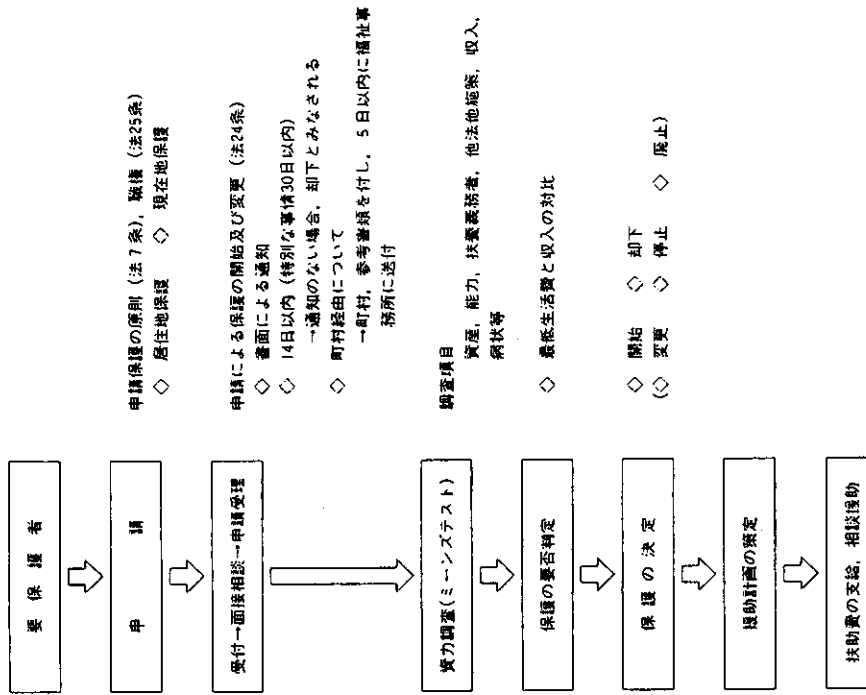 要保護者
申請
申請保護の原則(法7条),職権(法25条)
◇ 居住地保護 ◇ 現在地保護
受付→面接相談→申請受理
申請による保護の開始及び変更(法24条)
◇ 書面による通知
◇ 14日以内(特別な事情30日以内)
→通知のない場合,却下とみなされる
◇ 町村経由について
→町村,参考書類を付し,5日以内に福祉事
務所に送付
資力調査(ミーンズテスト)
調査項目
資産,能力,扶養義務者,他法他施策,収入,
病状等
保護の要否判定
◇ 最低生活費と収入の対比
保護の決定
◇ 開始 ◇ 却下
(◇ 変更 ◇ 停止 ◇ 廃止)
援助計画の策定
扶助費の支給,相談援助